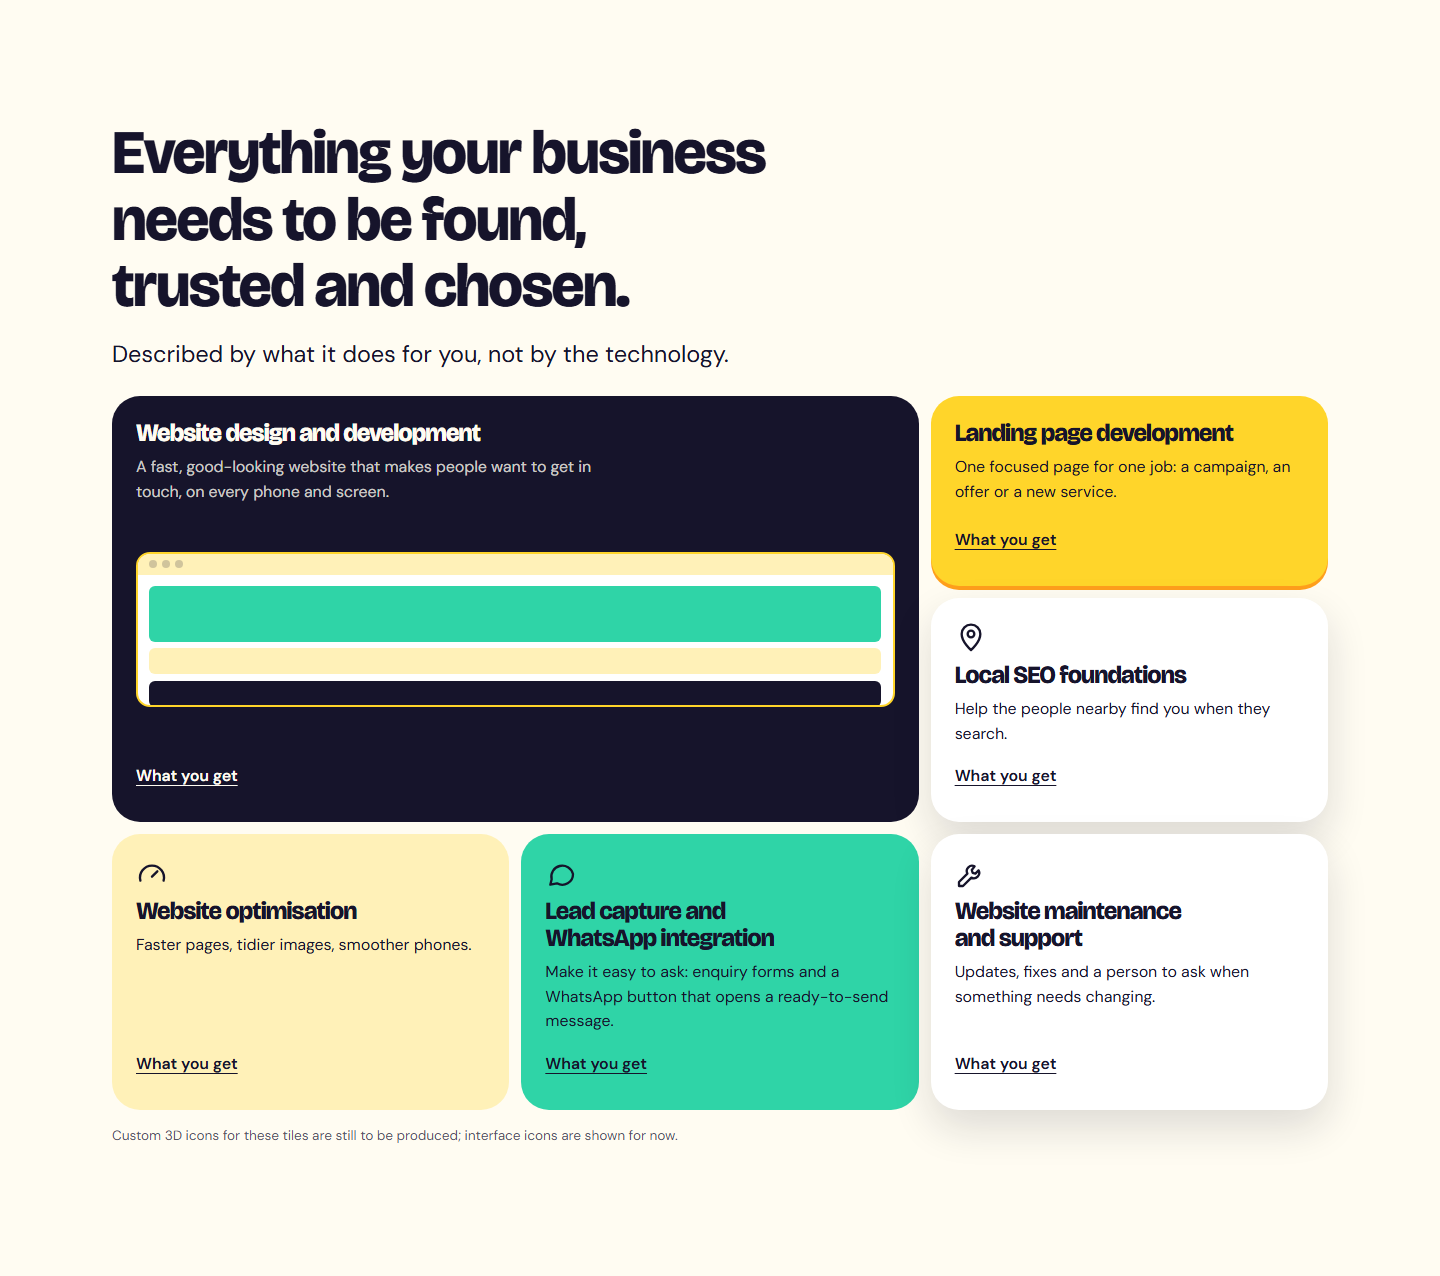 Everything your business
needs to be found,
trusted and chosen.
Described by what it does for you, not by the technology.
Website design and development
A fast, good-looking website that makes people want to get in
touch, on every phone and screen.
What you get
Landing page development
One focused page for one job: a campaign, an
offer or a new service.
What you get
Local SEO foundations
Help the people nearby find you when they
search.
What you get
Website optimisation
Faster pages, tidier images, smoother phones.
What you get
Lead capture and
WhatsApp integration
Make it easy to ask: enquiry forms and a
WhatsApp button that opens a ready-to-send
message.
What you get
Website maintenance
and support
Updates, fixes and a person to ask when
something needs changing.
What you get
Custom 3D icons for these tiles are still to be produced; interface icons are shown for now.